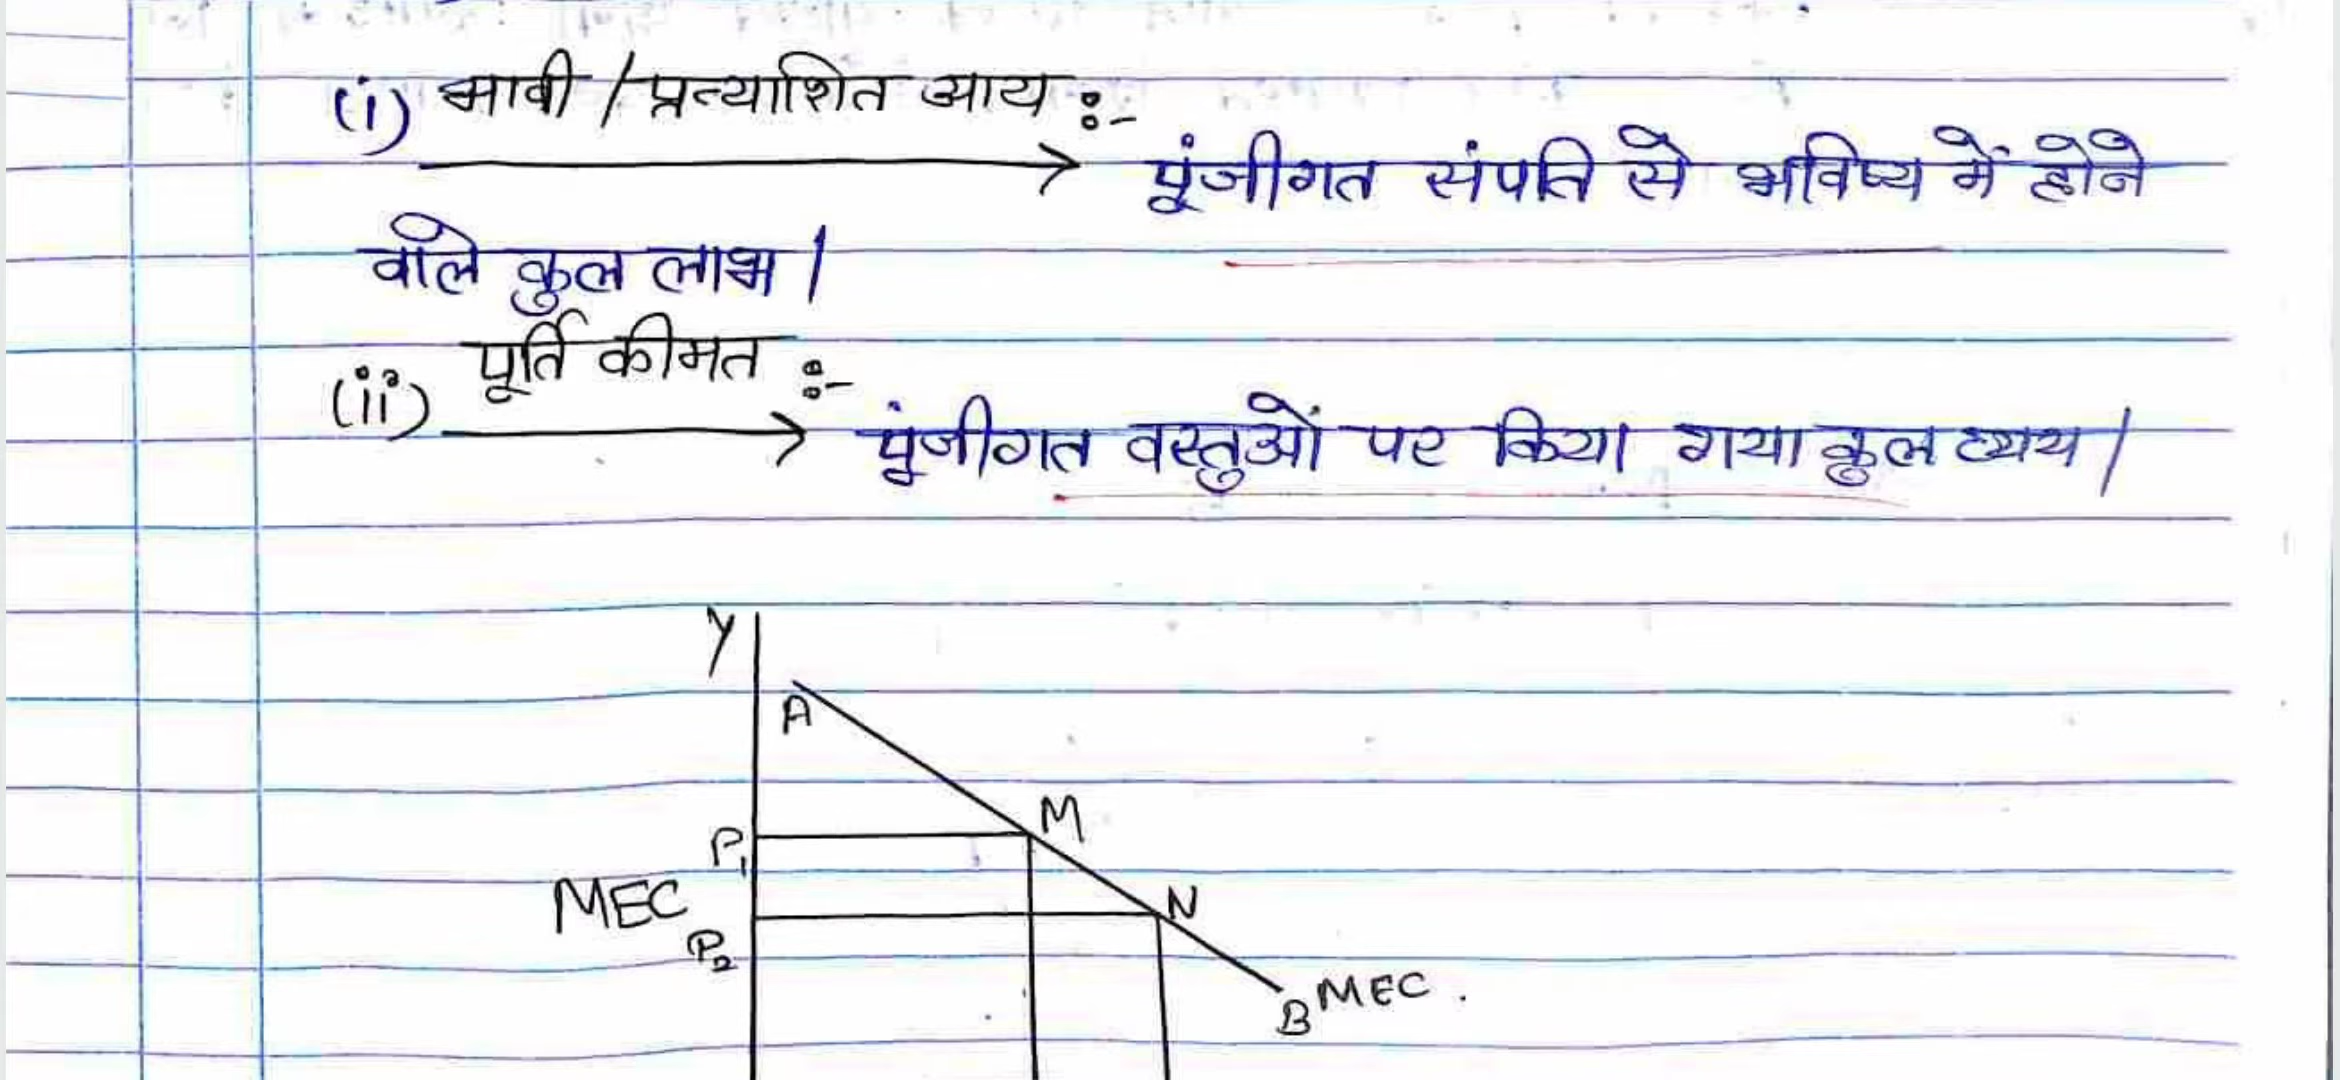 (i) भावी / प्रत्याशित आय :-
पूंजीगत संपति से भविष्य में होने
वाले कुल लाभ |
(ii) पूर्ति कीमत :-
पूंजीगत वस्तुओं पर किया गया कुल व्यय |
Y
A
M
P1
MEC
N
P2
B MEC .